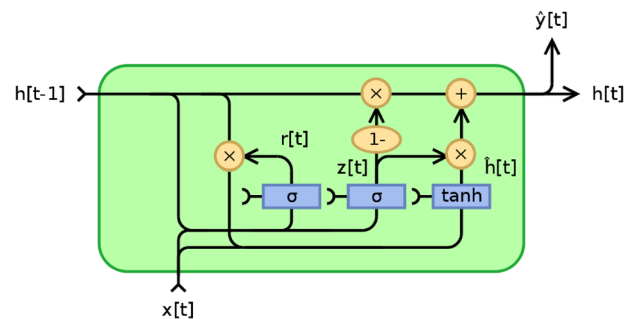 ŷ[t]
h[t-1]
×
+
h[t]
r[t]
1-
×
z[t]
×
ĥ[t]
σ
σ
tanh
x[t]